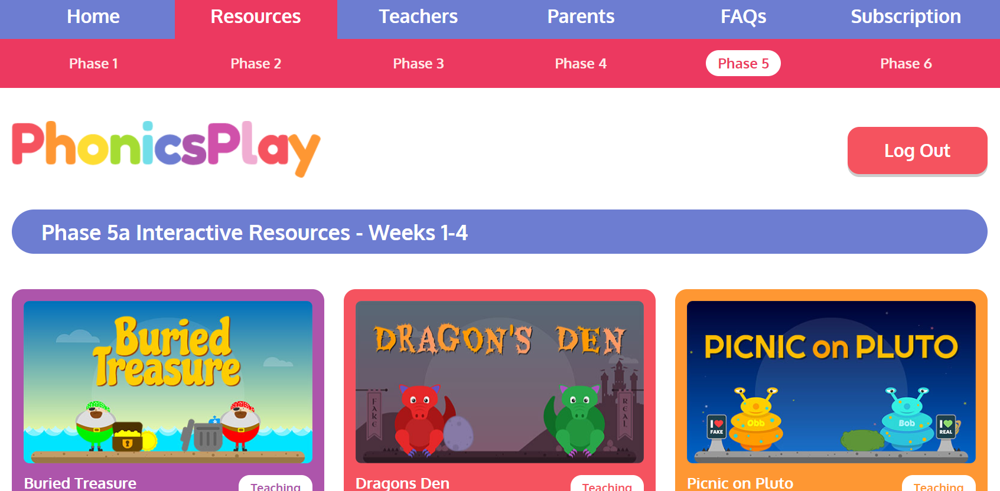 Home Resources Teachers Parents FAQs Subscription
Phase 1 Phase 2 Phase 3 Phase 4 Phase 5 Phase 6
PhonicsPlay
Log Out
Phase 5a Interactive Resources - Weeks 1-4
Buried
Treasure
DRAGON'S DEN
FAKE
REAL
PICNIC on PLUTO
I
FAKE
Obb
Bob
I
REAL
Buried Treasure
Teaching
Dragons Den
Teaching
Picnic on Pluto
Teaching